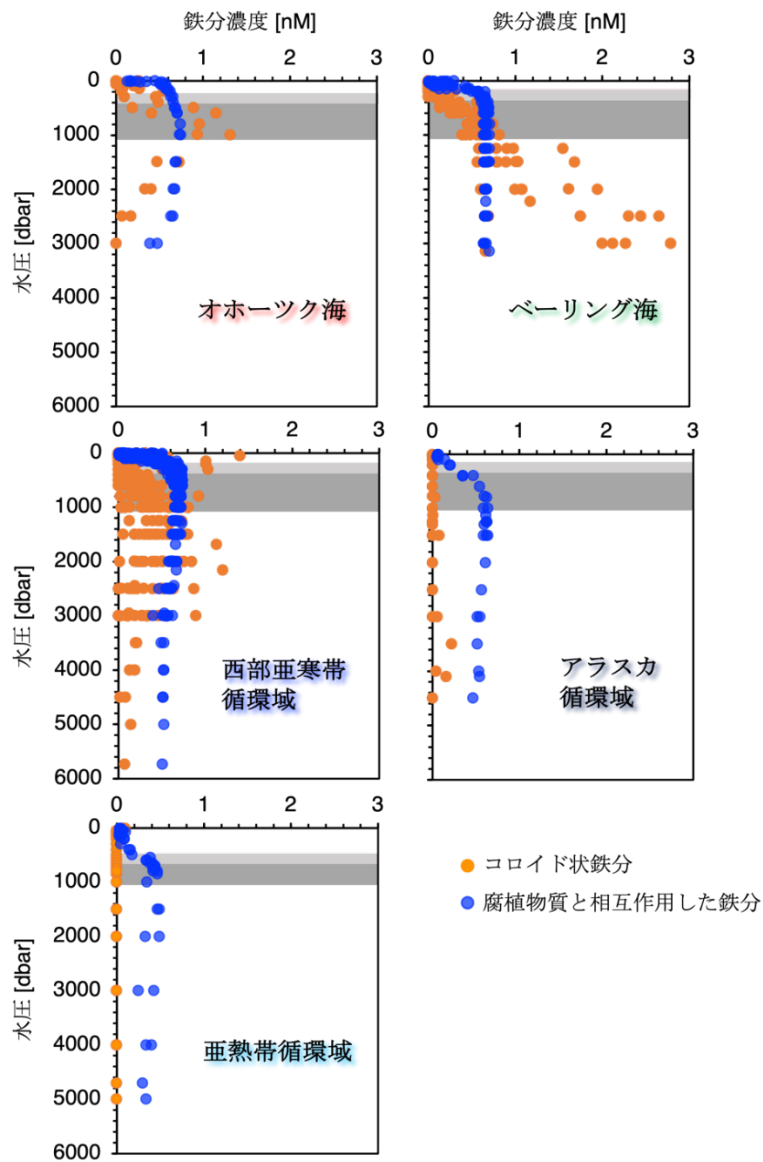 鉄分濃度 [nM]
0 1 2 3
水圧 [dbar]
0
1000
2000
3000
4000
5000
6000
オホーツク海
鉄分濃度 [nM]
0 1 2 3
ベーリング海
0 1 2 3
水圧 [dbar]
0
1000
2000
3000
4000
5000
6000
西部亜寒帯
循環域
0 1 2 3
アラスカ
循環域
0 1 2 3
水圧 [dbar]
0
1000
2000
3000
4000
5000
6000
亜熱帯循環域
コロイド状鉄分
腐植物質と相互作用した鉄分